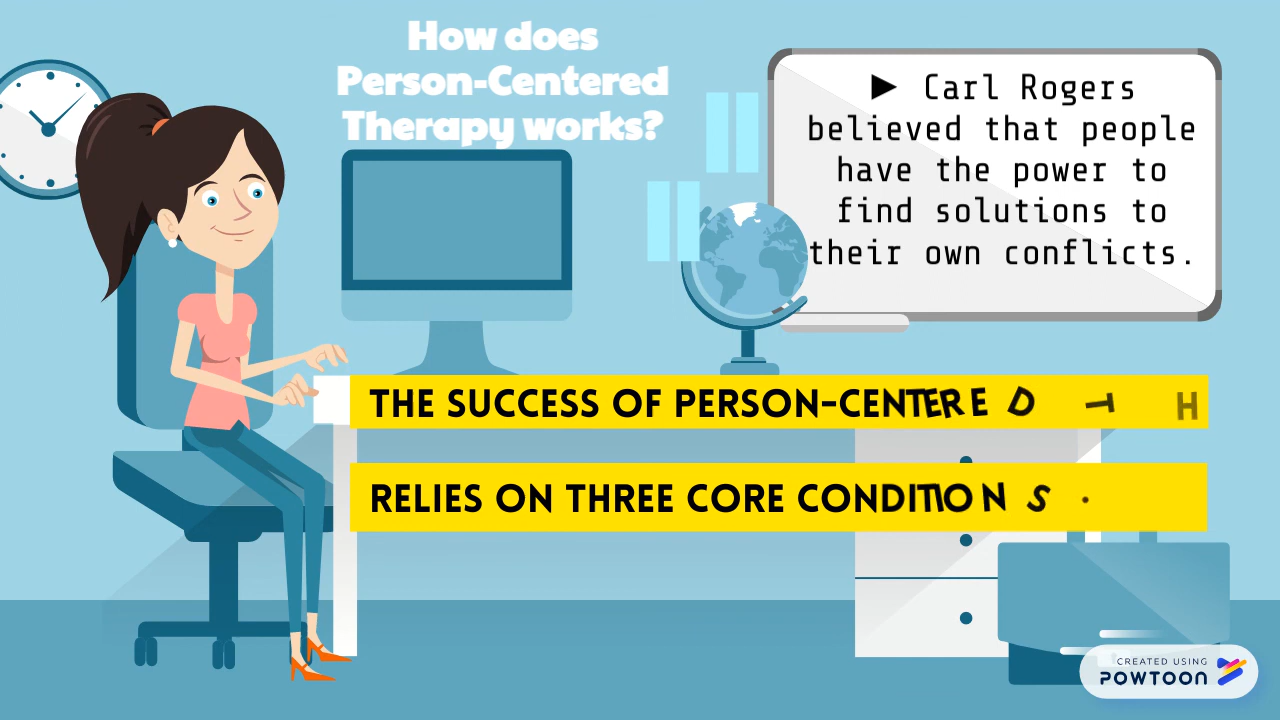 How does
Person-Centered
Therapy works?
► Carl Rogers
believed that people
have the power to
find solutions to
their own conflicts.
THE SUCCESS OF PERSON-CENTERED T H
RELIES ON THREE CORE CONDITIONS.
CREATED USING
POWTOON